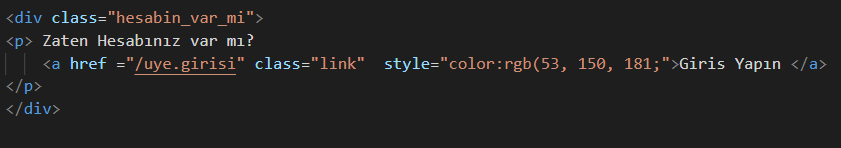 <div class="hesabin_var_mi">
<p> Zaten Hesabınız var mı?
<a href ="/uye.girisi" class="link"  style="color:rgb(53, 150, 181;">Giris Yapın </a>
</p>
</div>